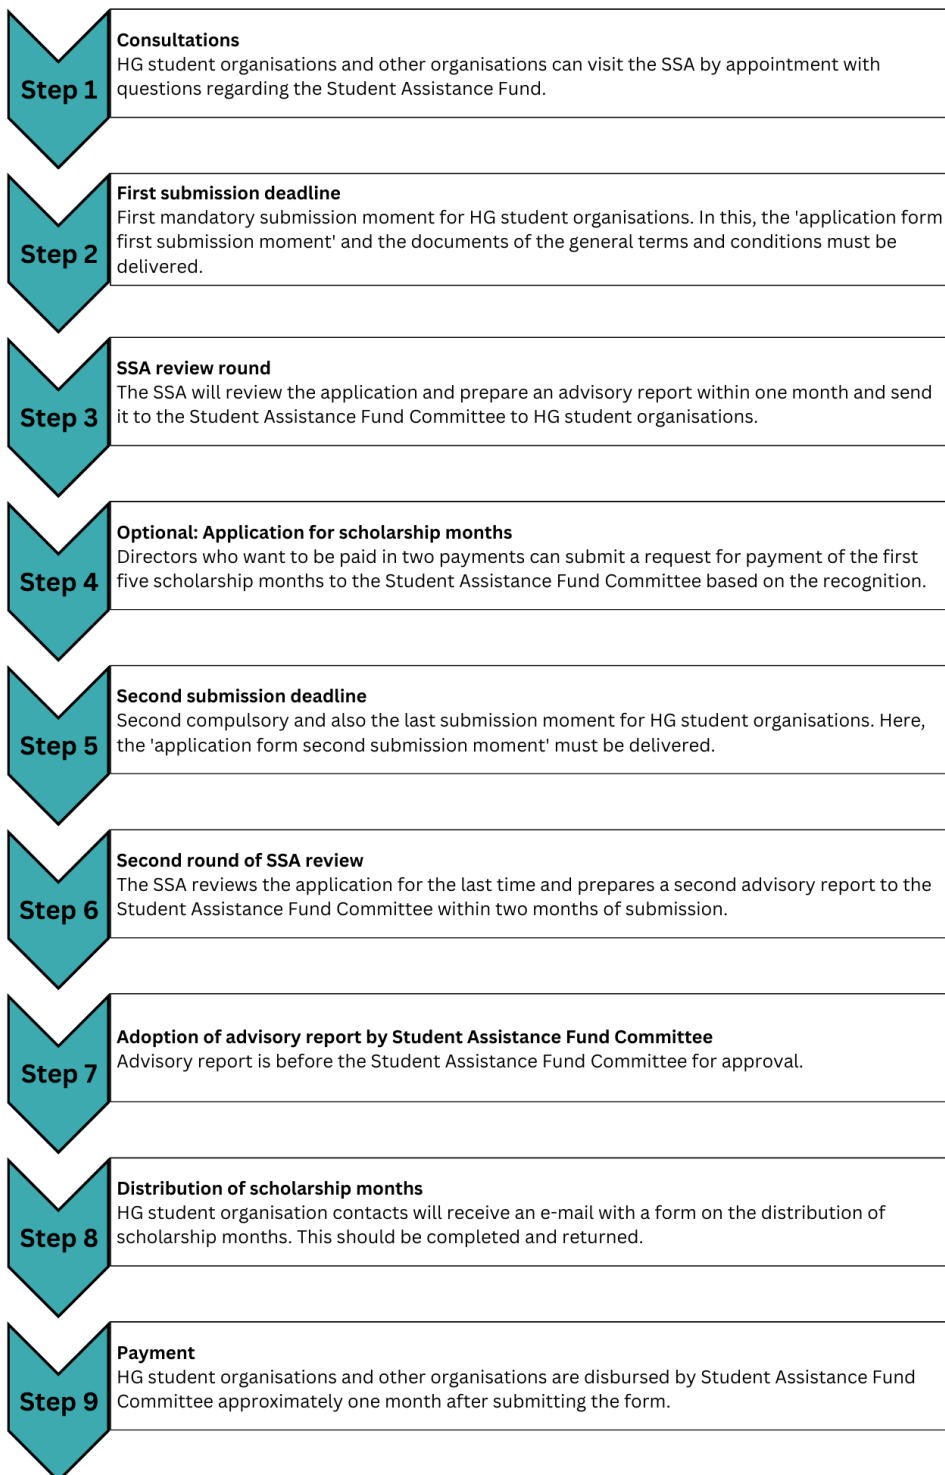 Step 1
Consultations
HG student organisations and other organisations can visit the SSA by appointment with
questions regarding the Student Assistance Fund.
Step 2
First submission deadline
First mandatory submission moment for HG student organisations. In this, the 'application form
first submission moment' and the documents of the general terms and conditions must be
delivered.
Step 3
SSA review round
The SSA will review the application and prepare an advisory report within one month and send
it to the Student Assistance Fund Committee to HG student organisations.
Step 4
Optional: Application for scholarship months
Directors who want to be paid in two payments can submit a request for payment of the first
five scholarship months to the Student Assistance Fund Committee based on the recognition.
Step 5
Second submission deadline
Second compulsory and also the last submission moment for HG student organisations. Here,
the 'application form second submission moment' must be delivered.
Step 6
Second round of SSA review
The SSA reviews the application for the last time and prepares a second advisory report to the
Student Assistance Fund Committee within two months of submission.
Step 7
Adoption of advisory report by Student Assistance Fund Committee
Advisory report is before the Student Assistance Fund Committee for approval.
Step 8
Distribution of scholarship months
HG student organisation contacts will receive an e-mail with a form on the distribution of
scholarship months. This should be completed and returned.
Step 9
Payment
HG student organisations and other organisations are disbursed by Student Assistance Fund
Committee approximately one month after submitting the form.